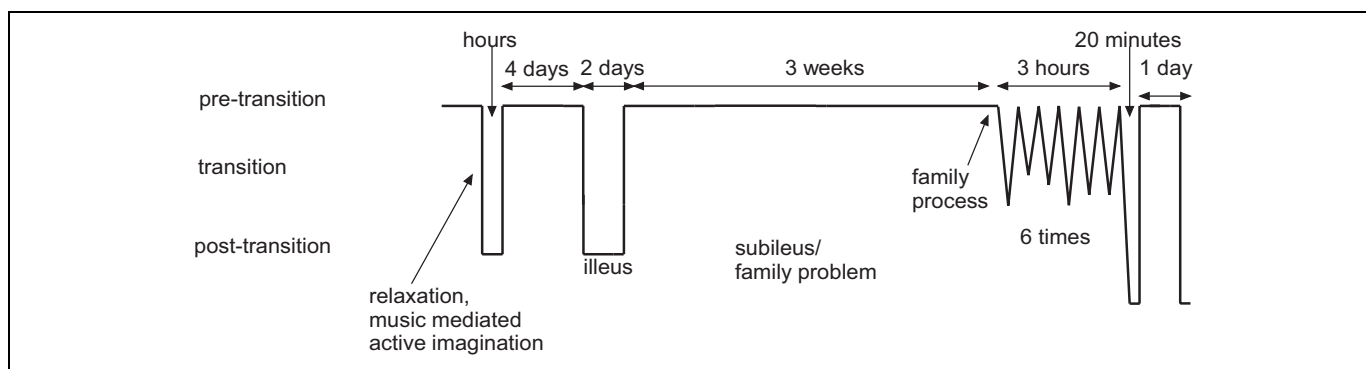 hours
20 minutes
4 days
2 days
3 weeks
3 hours
1 day
pre-transition
transition
post-transition
family
process
6 times
illeus
subileus/
family problem
relaxation,
music mediated
active imagination